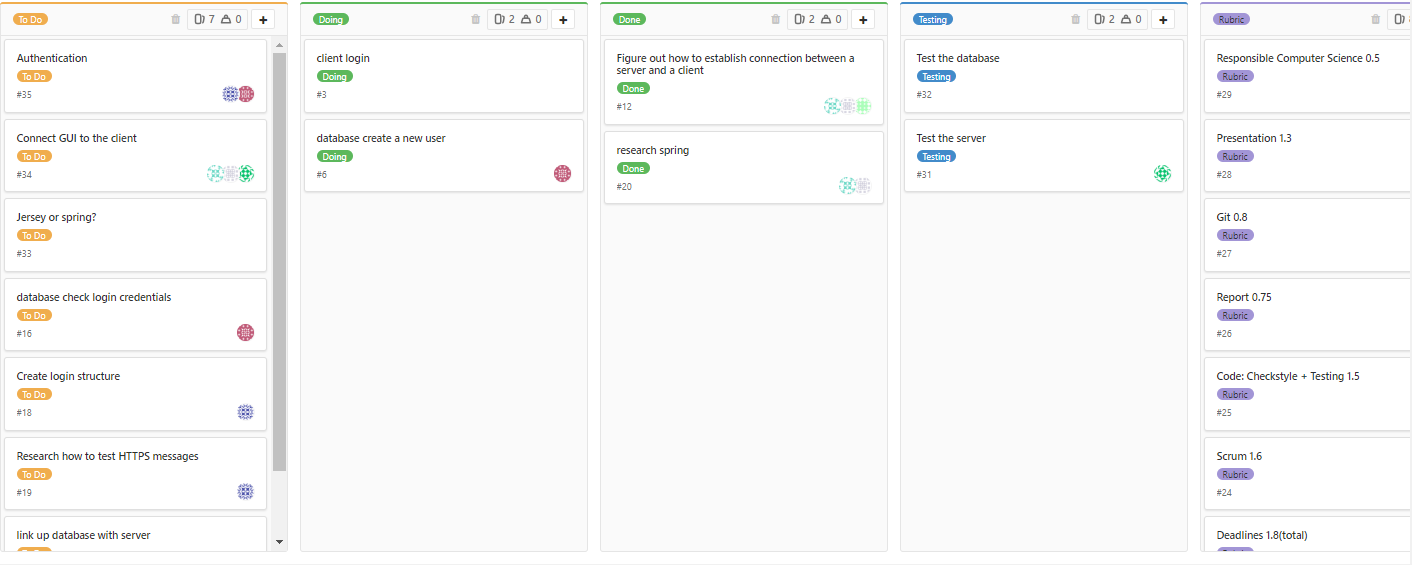 To Do 7 0
Authentication
To Do
#35
Connect GUI to the client
To Do
#34
Jersey or spring?
To Do
#33
database check login credentials
To Do
#16
Create login structure
To Do
#18
Research how to test HTTPS messages
To Do
#19
link up database with server
Doing 2 0
client login
Doing
#3
database create a new user
Doing
#6
Done 2 0
Figure out how to establish connection between a
server and a client
Done
#12
research spring
Done
#20
Testing 2 0
Test the database
Testing
#32
Test the server
Testing
#31
Rubric
Responsible Computer Science 0.5
Rubric
#29
Presentation 1.3
Rubric
#28
Git 0.8
Rubric
#27
Report 0.75
Rubric
#26
Code: Checkstyle + Testing 1.5
Rubric
#25
Scrum 1.6
Rubric
#24
Deadlines 1.8(total)